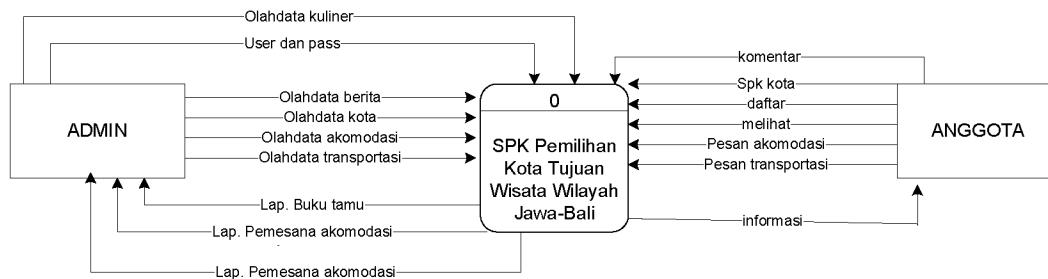 Olahdata kuliner
User dan pass
komentar
Spk kota
Olahdata berita
0
daftar
Olahdata kota
melihat
ADMIN
ANGGOTA
Olahdata akomodasi
Pesan akomodasi
Olahdata transportasi
Pesan transportasi
SPK Pemilihan
Kota Tujuan
Wisata Wilayah
Jawa-Bali
Lap. Buku tamu
informasi
Lap. Pemesana akomodasi
Lap. Pemesana akomodasi